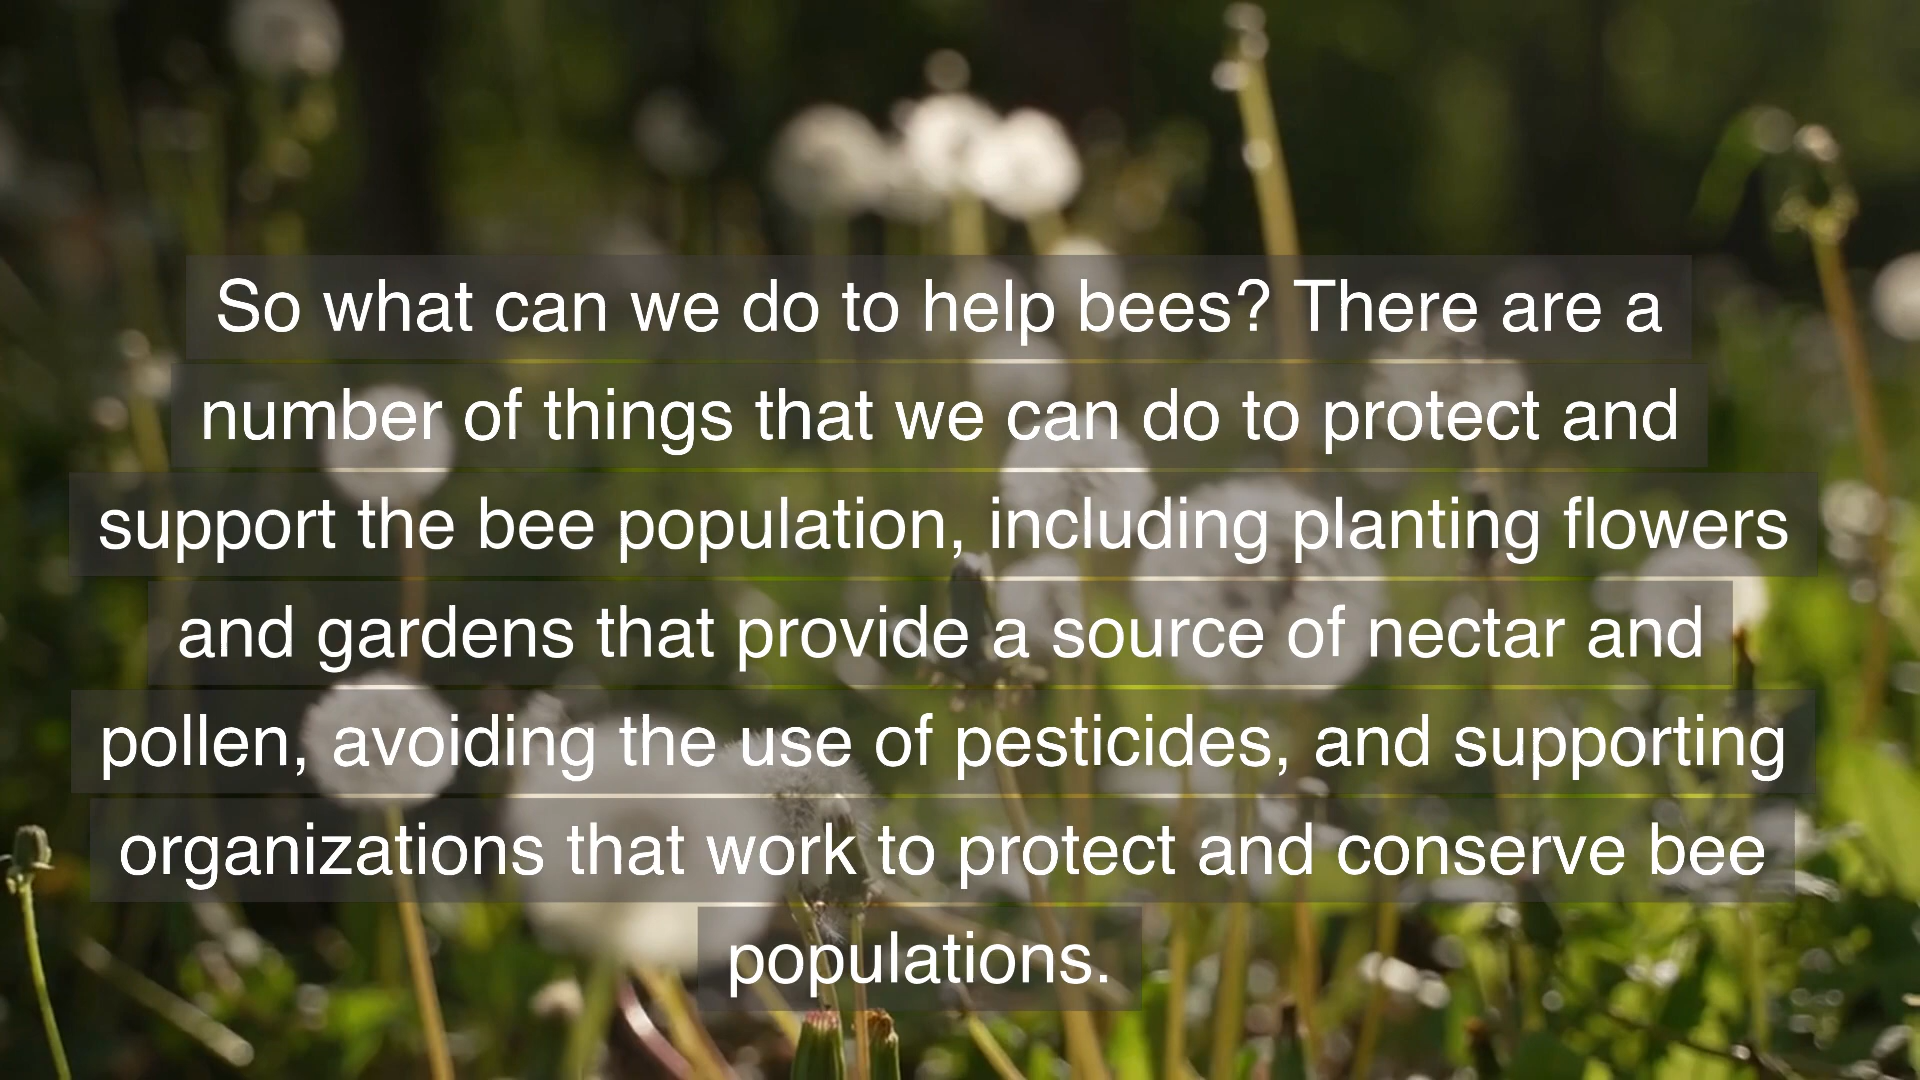 So what can we do to help bees? There are a
number of things that we can do to protect and
support the bee population, including planting flowers
and gardens that provide a source of nectar and
pollen, avoiding the use of pesticides, and supporting
organizations that work to protect and conserve bee
populations.